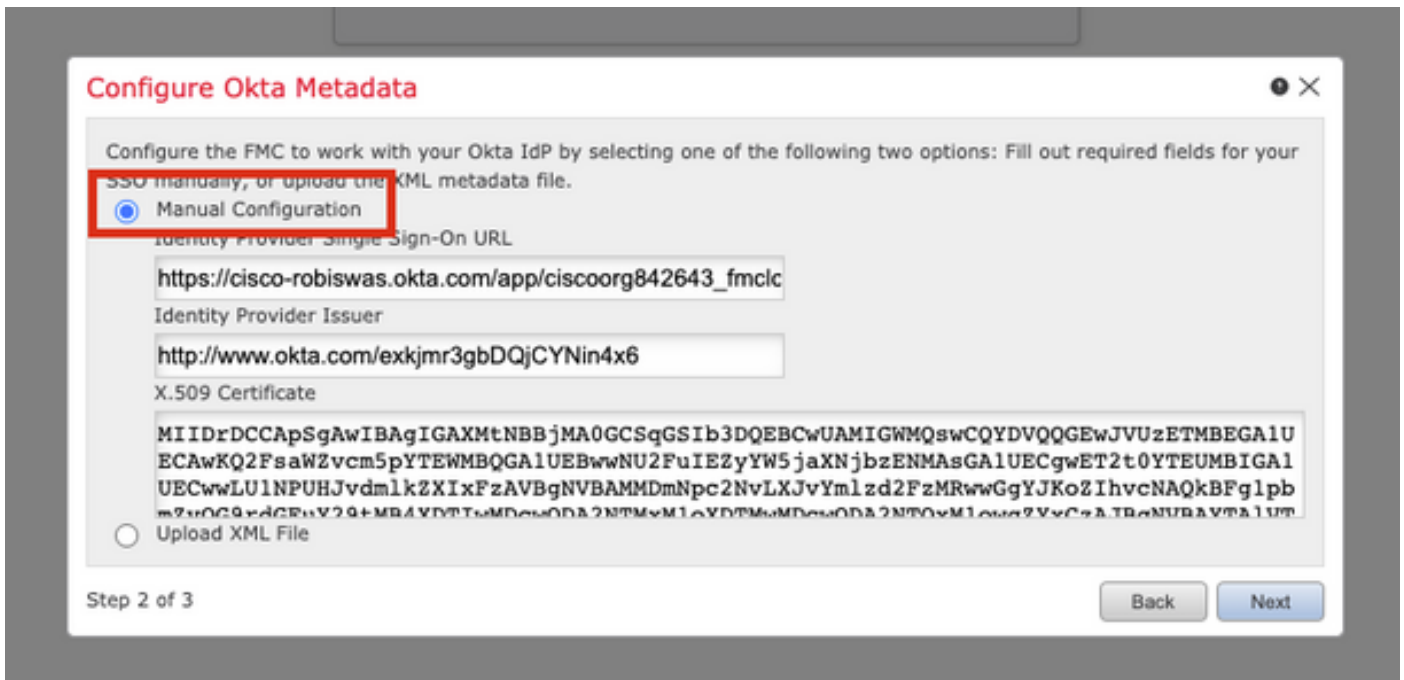 Configure Okta Metadata
Configure the FMC to work with your Okta IdP by selecting one of the following two options: Fill out required fields for your
SSO manually, or upload the XML metadata file.
Manual Configuration
Identity Provider Single Sign-On URL
https://cisco-robiswas.okta.com/app/ciscoorg842643_fmclc
Identity Provider Issuer
http://www.okta.com/exkjmr3gbDQjCYNin4x6
X.509 Certificate
MIIDrDCCApSgAwIBAgIGAXMtNBBjMA0GCSqGSIb3DQEBCwUAMIGWMQswCQYDVQQGEwJVUzETMBEGA1U
ECAwKQ2FsaWZvcm5pYTEWMBQGA1UEBwwNU2FuIEZyYW5jaXNjbzENMAsGA1UECgwET2t0YTEUMBIGA1
UECwwLU1NPUHJvdmlkZXIxFzAVBgNVBAMMDmNpc2NvLXJvYmlzd2FzMRwwGgYJKoZIhvcNAQkBFg1pb
Upload XML File
Step 2 of 3
Back
Next